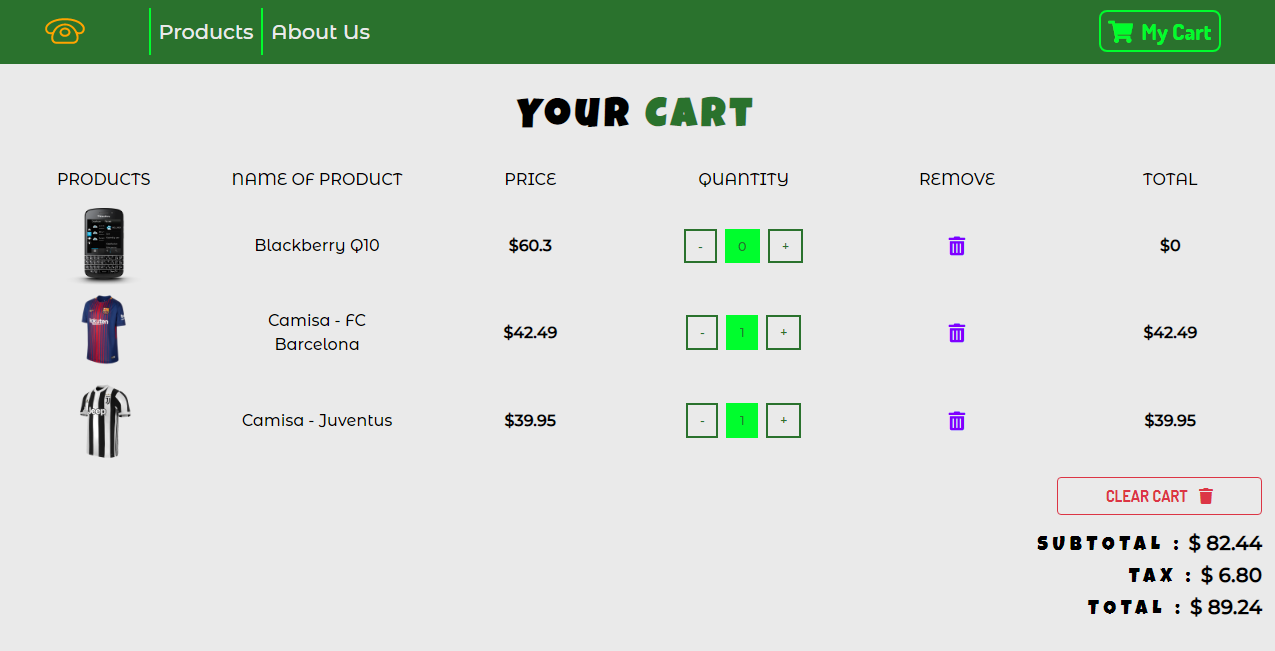 Products About Us My Cart
YOUR CART
PRODUCTS NAME OF PRODUCT PRICE QUANTITY REMOVE TOTAL
Blackberry Q10 $60.3 - 0 + $0
Camisa - FC
Barcelona $42.49 - 1 + $42.49
Rakuten
Jeep
Camisa - Juventus $39.95 - 1 + $39.95
CLEAR CART
SUBTOTAL : $ 82.44
TAX : $ 6.80
TOTAL : $ 89.24